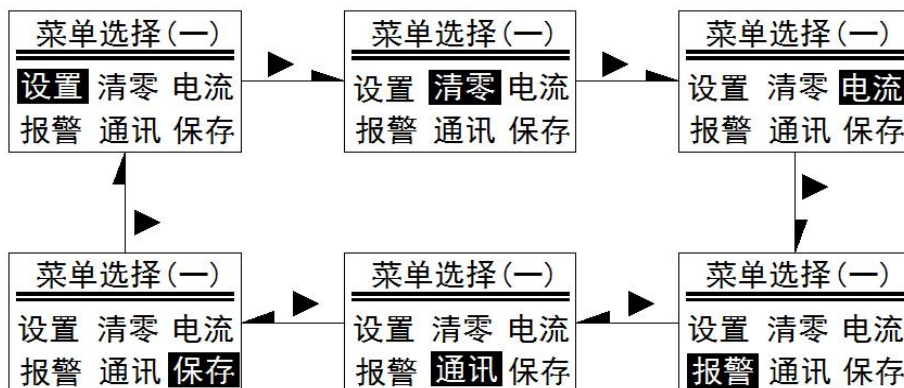 菜单选择(一)
设置 清零 电流
报警 通讯 保存
菜单选择(一)
设置 清零 电流
报警 通讯 保存
菜单选择(一)
设置 清零 电流
报警 通讯 保存
菜单选择(一)
设置 清零 电流
报警 通讯 保存
菜单选择(一)
设置 清零 电流
报警 通讯 保存
菜单选择(一)
设置 清零 电流
报警 通讯 保存